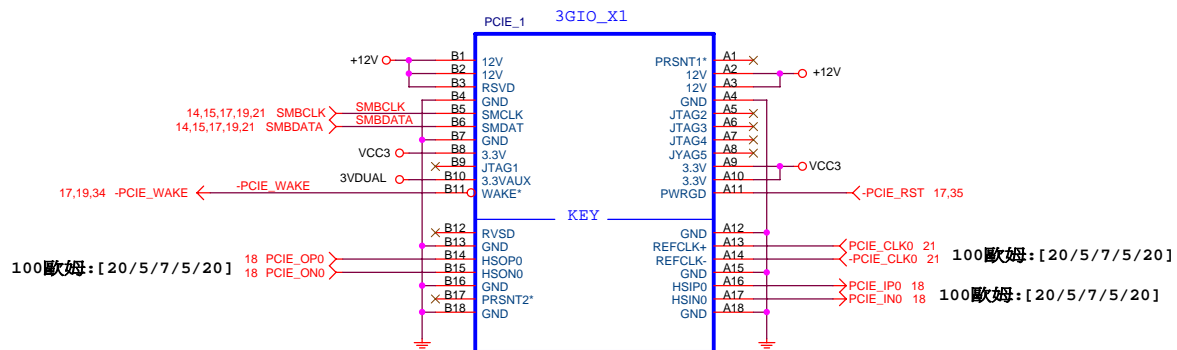 3GIO_X1
PCIE_1
+12V B1 12V PRSNT1* A1
B2 12V 12V A2 +12V
B3 RSVD 12V A3
B4 GND GND A4
14,15,17,19,21 SMBCLK SMBCLK B5 SMCLK JTAG2 A5
14,15,17,19,21 SMBDATA SMBDATA B6 SMDAT JTAG3 A6
B7 GND JTAG4 A7
VCC3 B8 3.3V JYAG5 A8
B9 JTAG1 3.3V A9 VCC3
3VDUAL B10 3.3VAUX 3.3V A10
17,19,34 -PCIE_WAKE -PCIE_WAKE B11 WAKE* PWRGD A11 -PCIE_RST 17,35
KEY
B12 RVSD GND A12
B13 GND REFCLK+ A13 PCIE_CLK0 21
18 PCIE_OP0 B14 HSOP0 REFCLK- A14 -PCIE_CLK0 21
100歐姆:[20/5/7/5/20] 100歐姆:[20/5/7/5/20]
18 PCIE_ON0 B15 HSON0 GND A15
B16 GND HSIP0 A16 PCIE_IP0 18
B17 PRSNT2* HSIN0 A17 PCIE_IN0 18
100歐姆:[20/5/7/5/20]
B18 GND GND A18